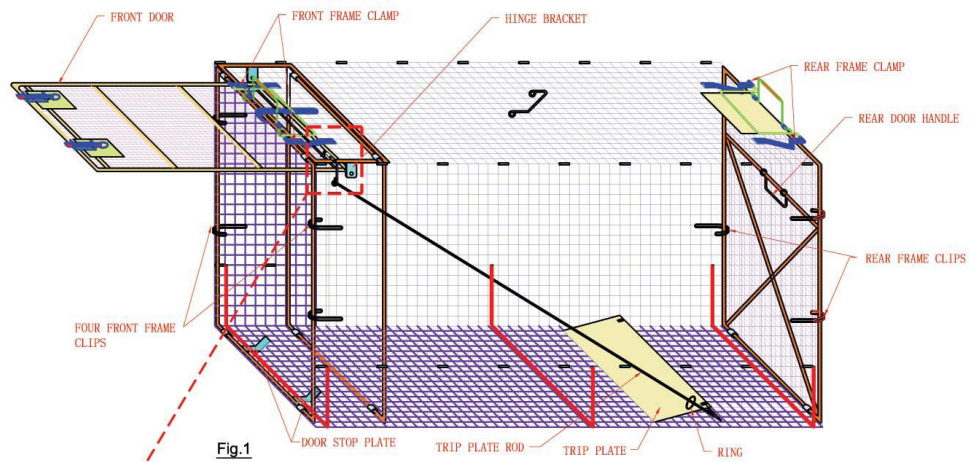 FRONT DOOR
FRONT FRAME CLAMP
HINGE BRACKET
REAR FRAME CLAMP
REAR DOOR HANDLE
REAR FRAME CLIPS
FOUR FRONT FRAME
CLIPS
DOOR STOP PLATE
TRIP PLATE ROD
TRIP PLATE
RING
Fig.1